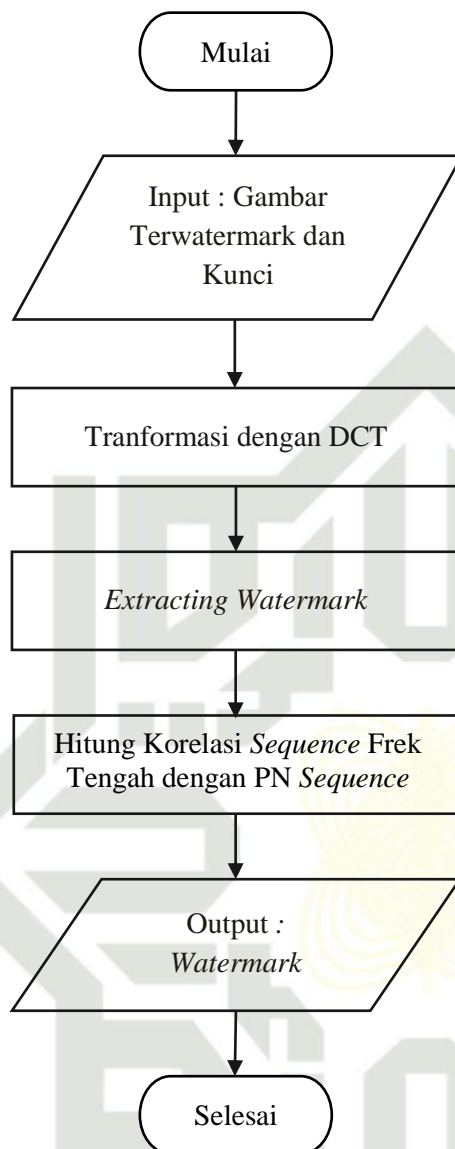 Mulai
Input : Gambar
Terwatermark dan
Kunci
Tranformasi dengan DCT
Extracting Watermark
Hitung Korelasi Sequence Frek
Tengah dengan PN Sequence
Output :
Watermark
Selesai